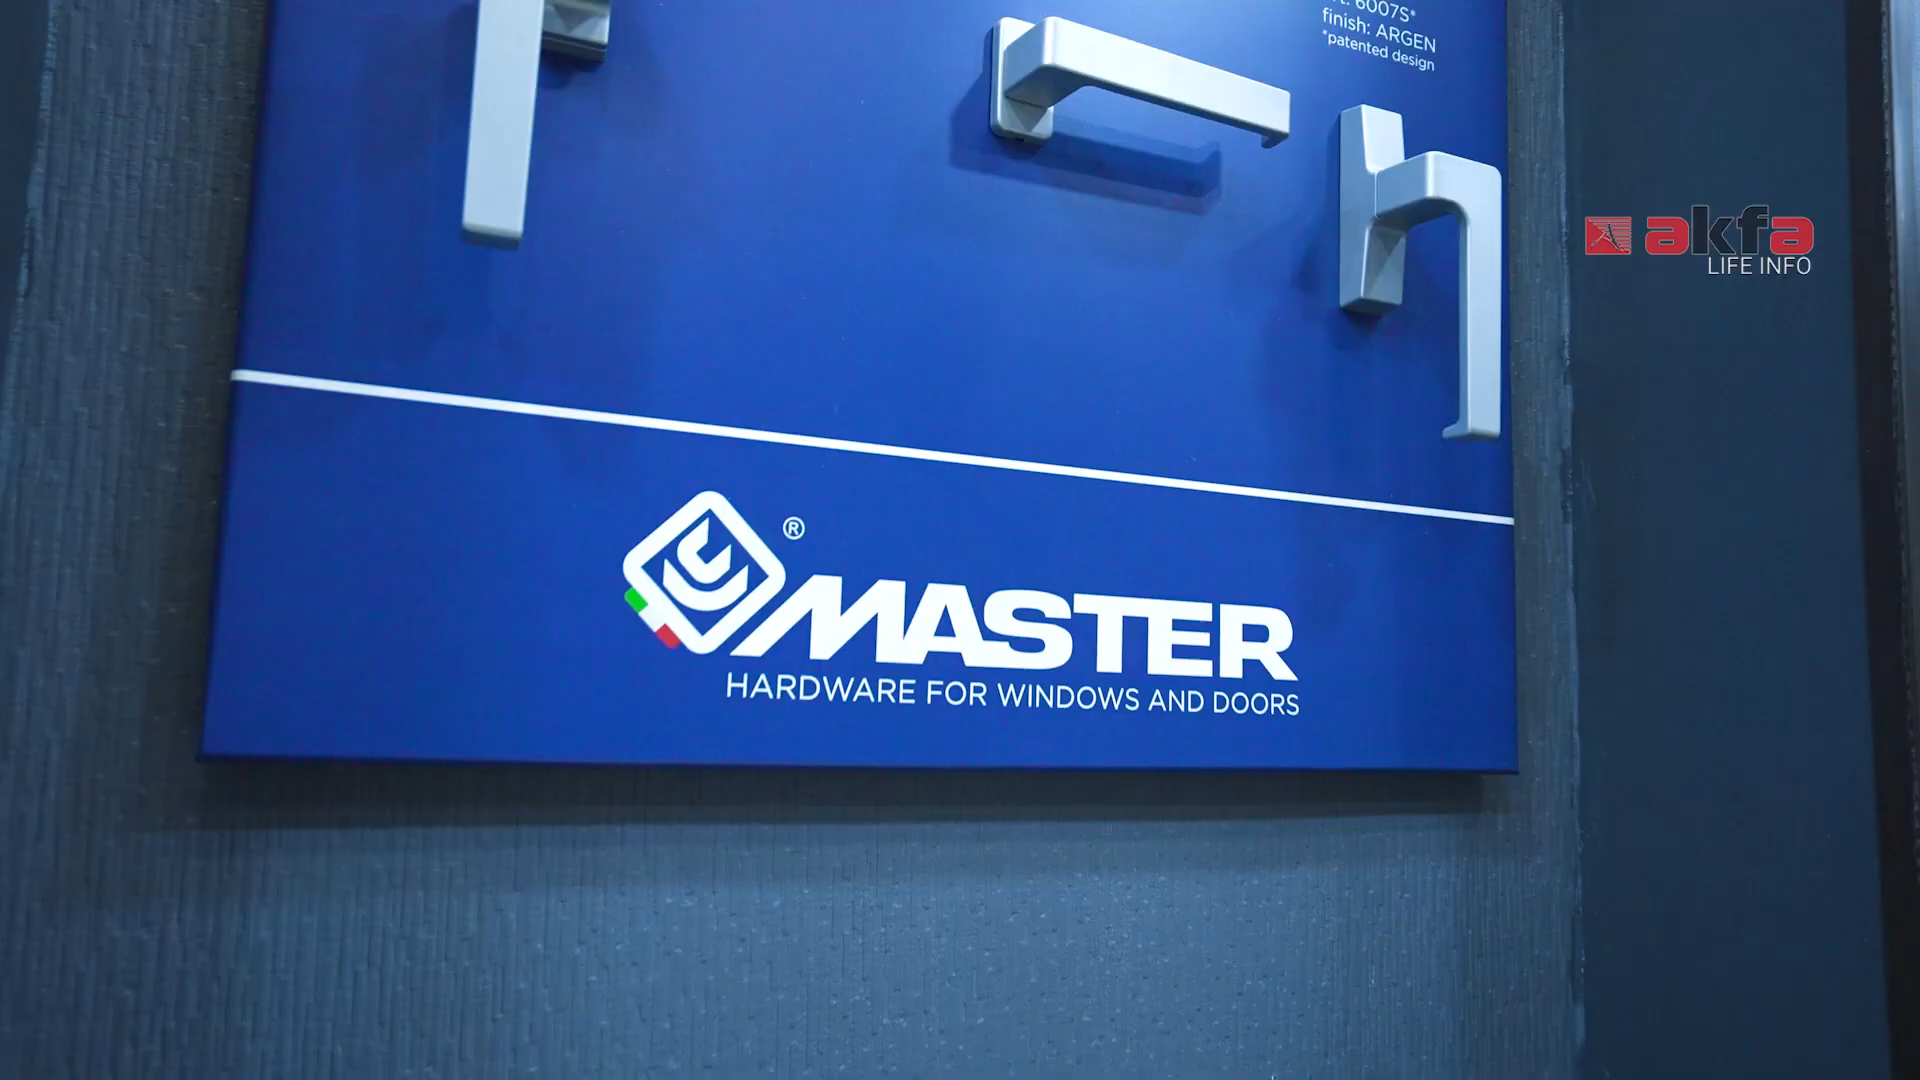 6007S*
finish: ARGEN
*patented design
akfa
LIFE INFO
®
MASTER
HARDWARE FOR WINDOWS AND DOORS